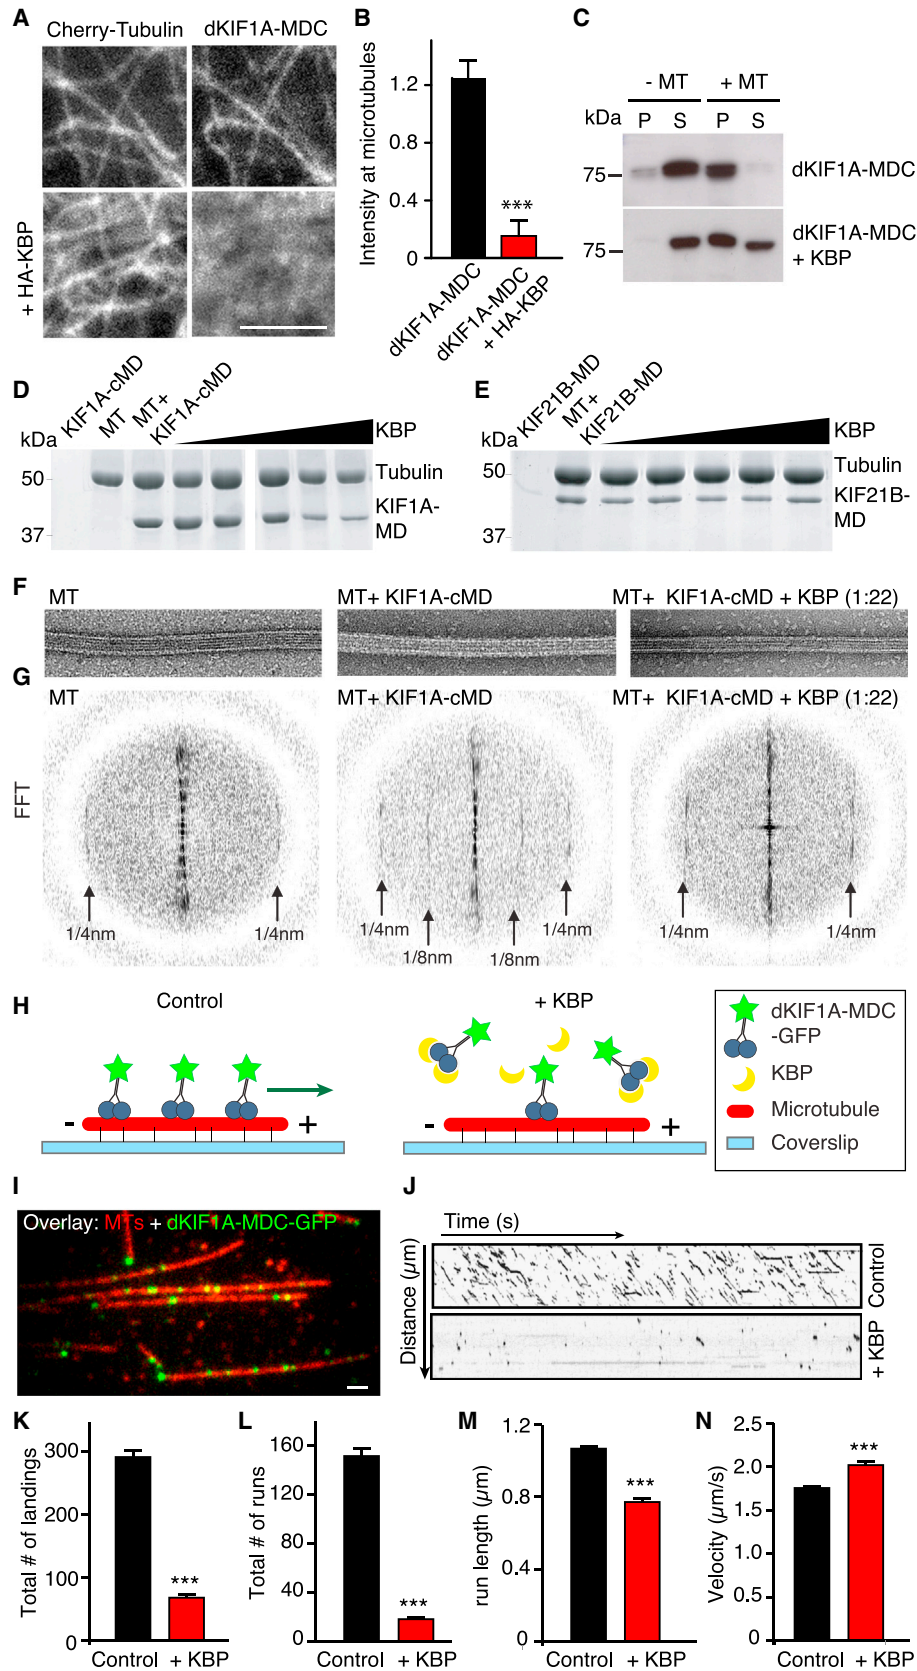 A
Cherry-Tubulin
dKIF1A-MDC
+ HA-KBP
B
Intensity at microtubules
1.2
0.8
0.4
0
***
dKIF1A-MDC
dKIF1A-MDC
+ HA-KBP
C
- MT
+ MT
kDa
P
S
P
S
75
dKIF1A-MDC
75
dKIF1A-MDC
+ KBP
D
KIF1A-cMD
MT
MT+
KIF1A-cMD
KBP
kDa
50
37
Tubulin
KIF1A-
MD
E
KIF21B-MD
MT+
KIF21B-MD
KBP
kDa
50
37
Tubulin
KIF21B-
MD
F
MT
MT+ KIF1A-cMD
MT+ KIF1A-cMD + KBP (1:22)
G
MT
MT+ KIF1A-cMD
MT+ KIF1A-cMD + KBP (1:22)
FFT
1/4nm
1/4nm
1/4nm
1/8nm
1/8nm
1/4nm
1/4nm
1/4nm
H
Control
+ KBP
-
+
-
+
dKIF1A-MDC
-GFP
KBP
Microtubule
Coverslip
I
Overlay: MTs + dKIF1A-MDC-GFP
J
Time (s)
Distance (µm)
Control
+ KBP
K
Total # of landings
300
200
100
0
***
Control
+ KBP
L
Total # of runs
160
120
80
40
0
***
Control
+ KBP
M
run length (µm)
1.2
0.8
0.4
0
***
Control
+ KBP
N
Velocity (µm/s)
2.5
2.0
1.5
1.0
0.5
0
***
Control
+ KBP